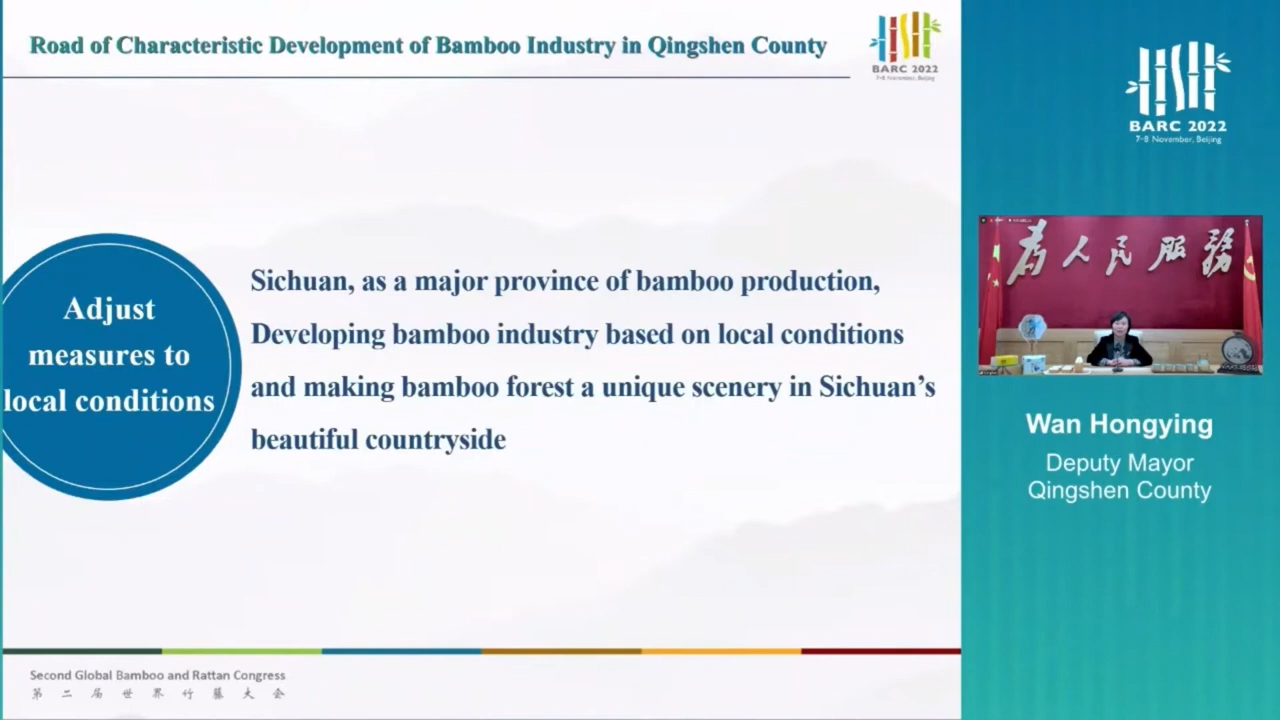 Road of Characteristic Development of Bamboo Industry in Qingshen County
BARC 2022
7-8 November, Beijing
Adjust
measures to
local conditions
Sichuan, as a major province of bamboo production,
Developing bamboo industry based on local conditions
and making bamboo forest a unique scenery in Sichuan’s
beautiful countryside
Second Global Bamboo and Rattan Congress
第二届世界竹藤大会
BARC 2022
7-8 November, Beijing
为人民服務
Wan Hongying
Deputy Mayor
Qingshen County